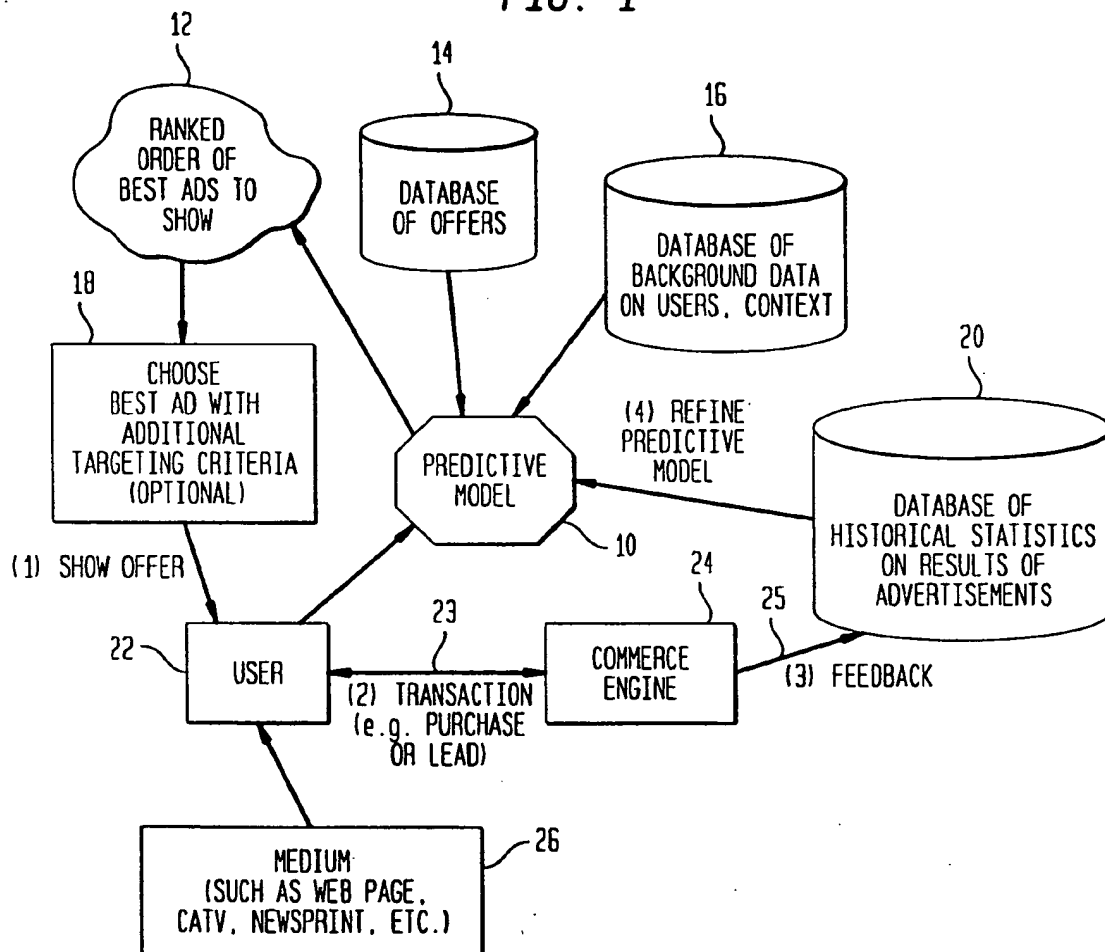 FIG. 1
12
RANKED
ORDER OF
BEST ADS TO
SHOW
14
DATABASE
OF OFFERS
16
DATABASE OF
BACKGROUND DATA
ON USERS, CONTEXT
18
CHOOSE
BEST AD WITH
ADDITIONAL
TARGETING CRITERIA
(OPTIONAL)
(4) REFINE
PREDICTIVE
MODEL
20
PREDICTIVE
MODEL
10
DATABASE OF
HISTORICAL STATISTICS
ON RESULTS OF
ADVERTISEMENTS
(1) SHOW OFFER
22
USER
23
(2) TRANSACTION
(e.g. PURCHASE
OR LEAD)
24
COMMERCE
ENGINE
25
(3) FEEDBACK
26
MEDIUM
(SUCH AS WEB PAGE,
CATV, NEWSPRINT, ETC.)